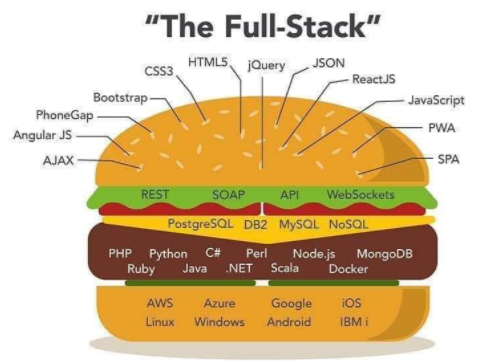 "The Full-Stack"
HTML5 jQuery JSON
CSS3 ReactJS
Bootstrap JavaScript
PhoneGap PWA
Angular JS
AJAX SPA
REST SOAP API WebSockets
PostgreSQL DB2 MySQL NoSQL
PHP Python C# Perl Node.js MongoDB
Ruby Java .NET Scala Docker
AWS Azure Google iOS
Linux Windows Android IBM i